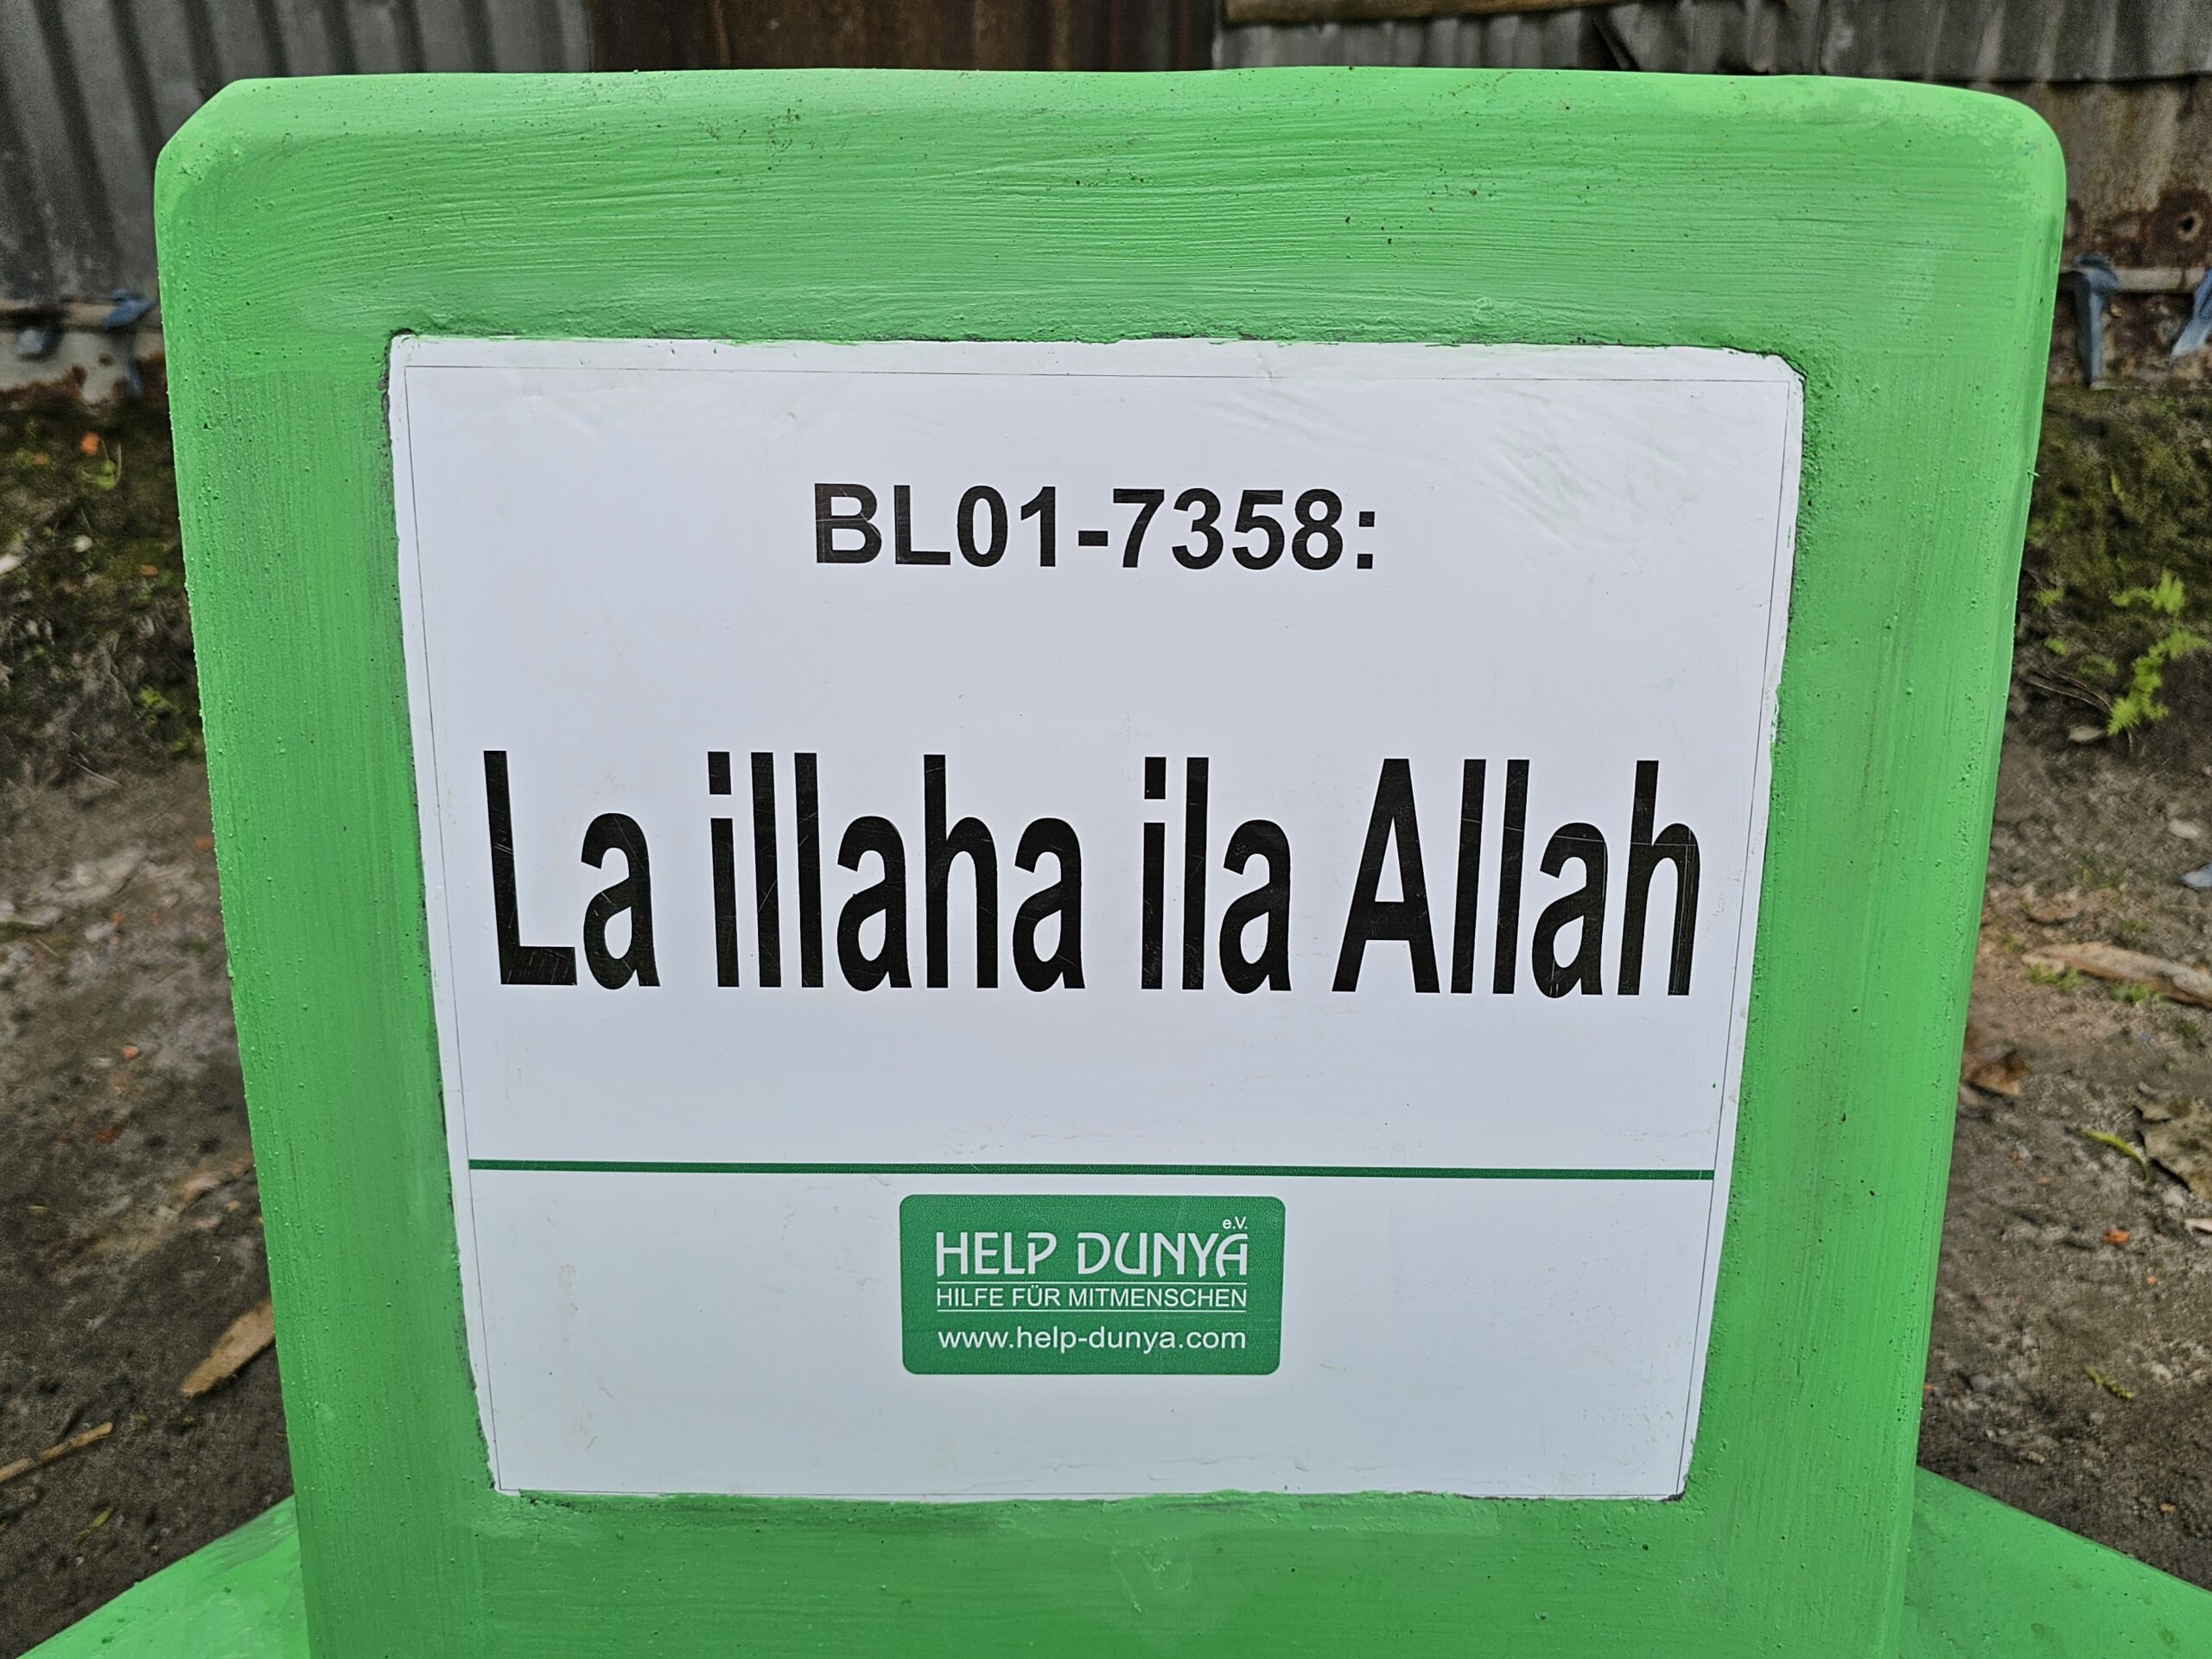 BL01-7358:
La illaha ila Allah
HELP DUNYA e.V.
HILFE FÜR MITMENSCHEN
www.help-dunya.com